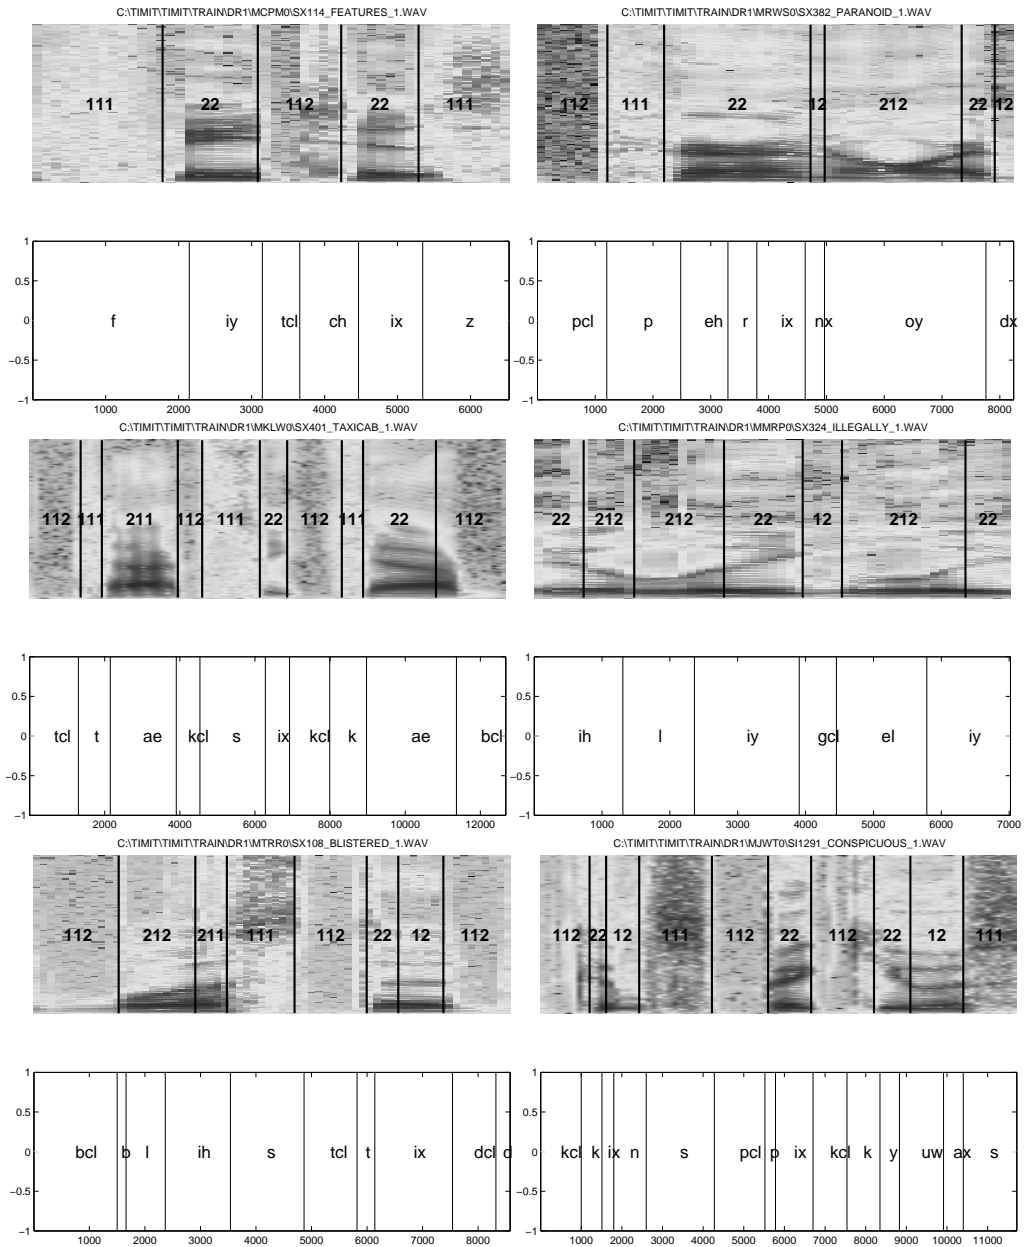 C:\TIMIT\TIMIT\TRAIN\DR1\MCPM0\SX114_FEATURES_1.WAV
111 22 112 22 111
1
0.5
0
−0.5
−1
f iy tcl ch ix z
1000 2000 3000 4000 5000 6000
C:\TIMIT\TIMIT\TRAIN\DR1\MRWS0\SX382_PARANOID_1.WAV
112 111 22 12 212 22 12
1
0.5
0
−0.5
−1
pcl p eh r ix nx oy dx
1000 2000 3000 4000 5000 6000 7000 8000
C:\TIMIT\TIMIT\TRAIN\DR1\MKLW0\SX401_TAXICAB_1.WAV
112 111 211 112 111 22 112 111 22 112
1
0.5
0
−0.5
−1
tcl t ae kcl s ix kcl k ae bcl
2000 4000 6000 8000 10000 12000
C:\TIMIT\TIMIT\TRAIN\DR1\MMRP0\SX324_ILLEGALLY_1.WAV
22 212 212 22 12 212 22
1
0.5
0
−0.5
−1
ih l iy gcl el iy
1000 2000 3000 4000 5000 6000 7000
C:\TIMIT\TIMIT\TRAIN\DR1\MTRR0\SX108_BLISTERED_1.WAV
112 212 211 111 112 22 12 112
1
0.5
0
−0.5
−1
bcl b l ih s tcl t ix dcl d
1000 2000 3000 4000 5000 6000 7000 8000
C:\TIMIT\TIMIT\TRAIN\DR1\MJWT0\SI1291_CONSPICUOUS_1.WAV
112 22 12 111 112 22 112 22 12 111
1
0.5
0
−0.5
−1
kcl k ix n s pcl p ix kcl k y uw ax s
1000 2000 3000 4000 5000 6000 7000 8000 9000 10000 11000